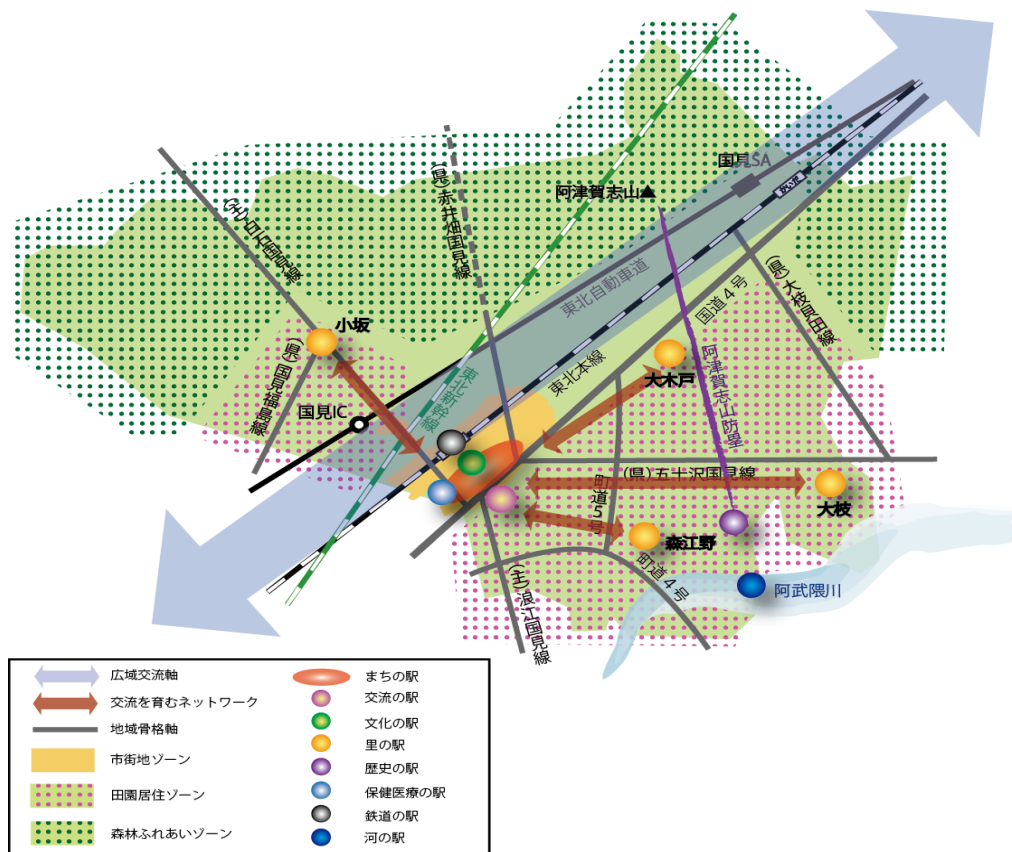 国見SA
阿津賀志山▲
(県)赤井畑国見線
(主)白石国見線
東北自動車道
国道4号
(県)大枝貝田線
小坂
(県)国見福島線
国見IC
東北新幹線
東北本線
大木戸
阿津賀志山防塁
(県)五十沢国見線
町道5号
大枝
森江野
町道4号
(主)浪江国見線
阿武隈川
広域交流軸
交流を育むネットワーク
地域骨格軸
市街地ゾーン
田園居住ゾーン
森林ふれあいゾーン
まちの駅
交流の駅
文化の駅
里の駅
歴史の駅
保健医療の駅
鉄道の駅
河の駅